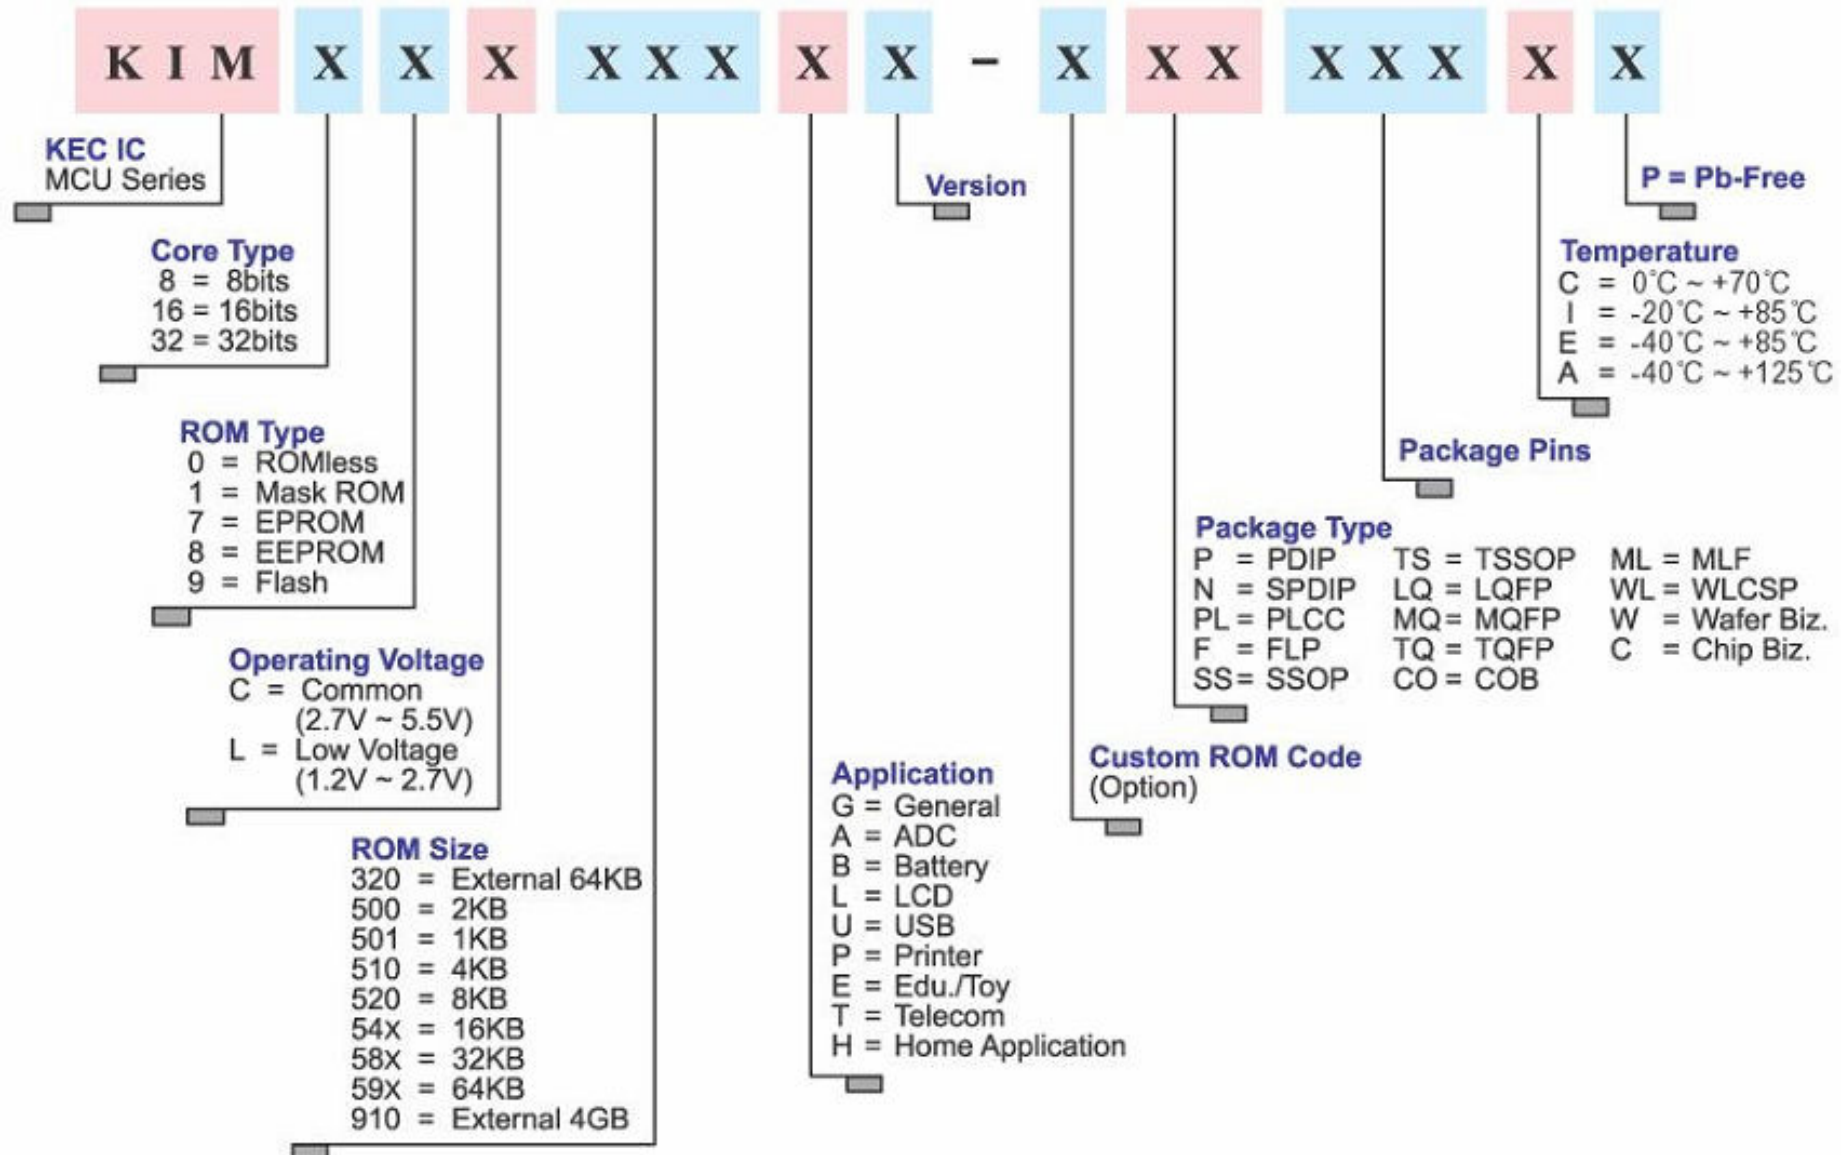 K I M X X X X X X X X - X X X X X X X X
KEC IC
MCU Series
Core Type
8 = 8bits
16 = 16bits
32 = 32bits
ROM Type
0 = ROMless
1 = Mask ROM
7 = EPROM
8 = EEPROM
9 = Flash
Operating Voltage
C = Common
(2.7V ~ 5.5V)
L = Low Voltage
(1.2V ~ 2.7V)
ROM Size
320 = External 64KB
500 = 2KB
501 = 1KB
510 = 4KB
520 = 8KB
54x = 16KB
58x = 32KB
59x = 64KB
910 = External 4GB
Application
G = General
A = ADC
B = Battery
L = LCD
U = USB
P = Printer
E = Edu./Toy
T = Telecom
H = Home Application
Version
Custom ROM Code
(Option)
Package Type
P = PDIP TS = TSSOP ML = MLF
N = SPDIP LQ = LQFP WL = WLCSP
PL = PLCC MQ = MQFP W = Wafer Biz.
F = FLP TQ = TQFP C = Chip Biz.
SS = SSOP CO = COB
Package Pins
Temperature
C = 0℃ ~ +70℃
I = -20℃ ~ +85℃
E = -40℃ ~ +85℃
A = -40℃ ~ +125℃
P = Pb-Free